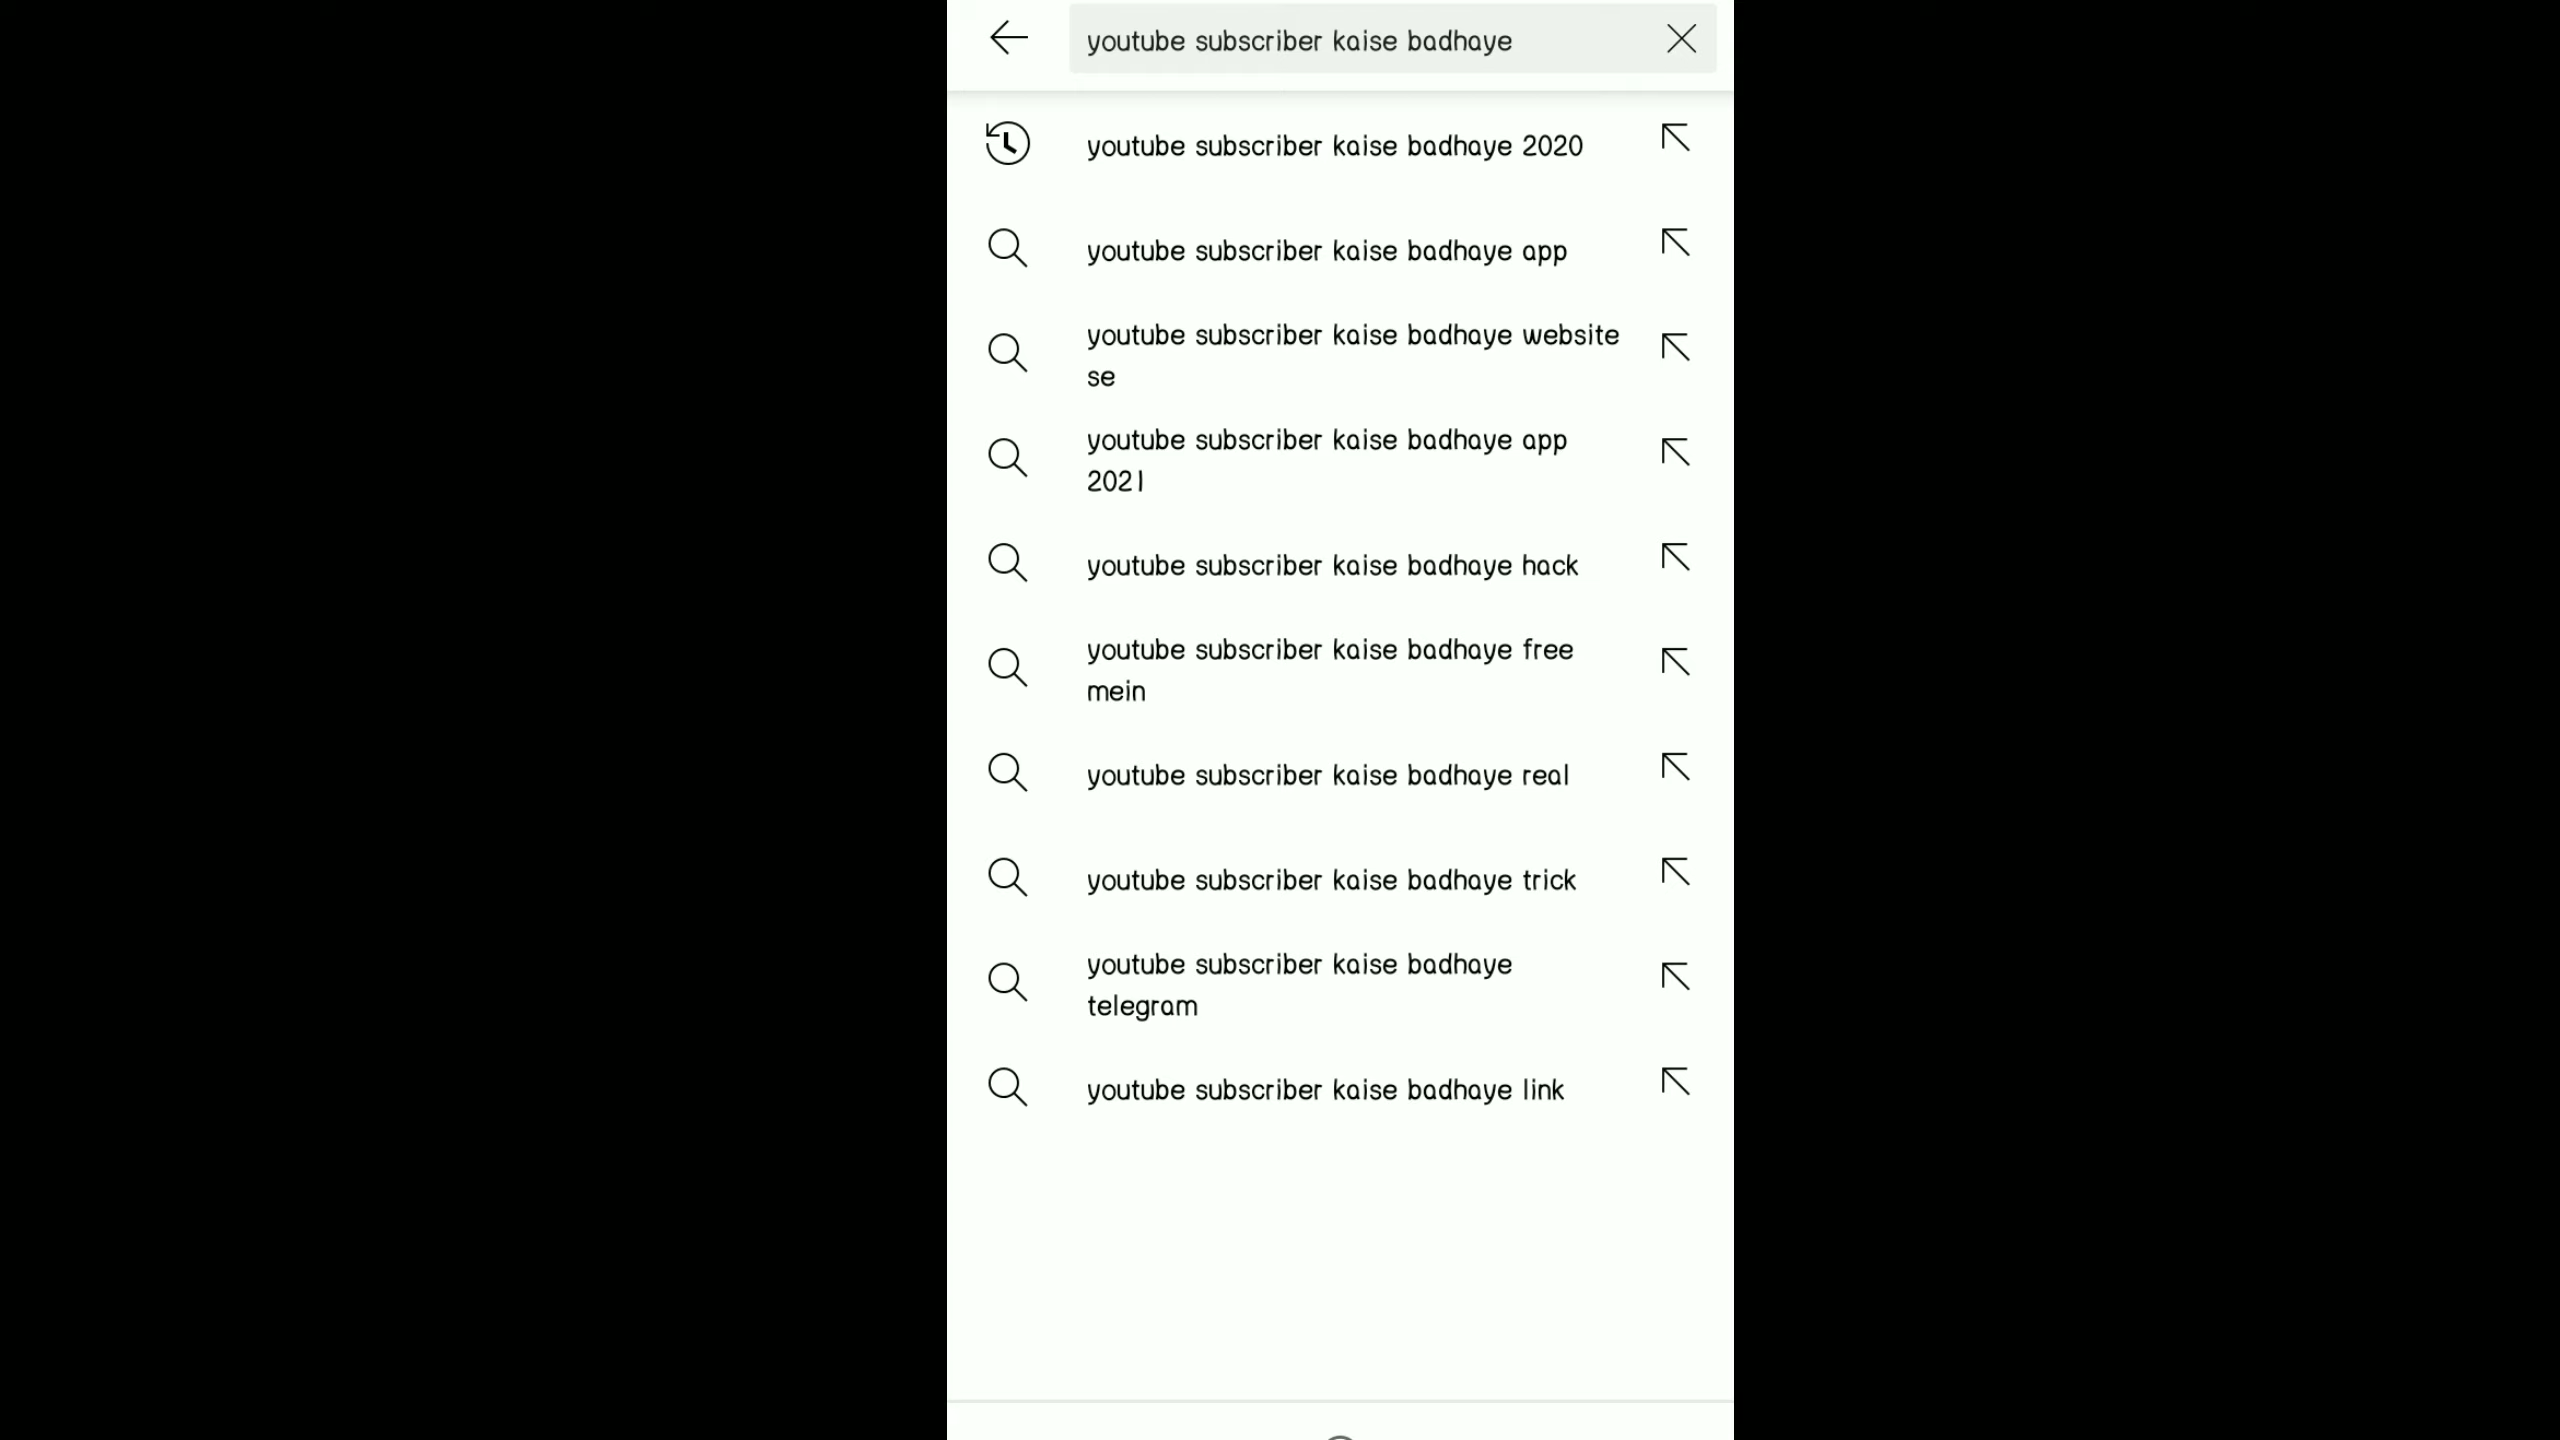 youtube subscriber kaise badhaye
youtube subscriber kaise badhaye 2020
youtube subscriber kaise badhaye app
youtube subscriber kaise badhaye website
se
youtube subscriber kaise badhaye app
2021
youtube subscriber kaise badhaye hack
youtube subscriber kaise badhaye free
mein
youtube subscriber kaise badhaye real
youtube subscriber kaise badhaye trick
youtube subscriber kaise badhaye
telegram
youtube subscriber kaise badhaye link